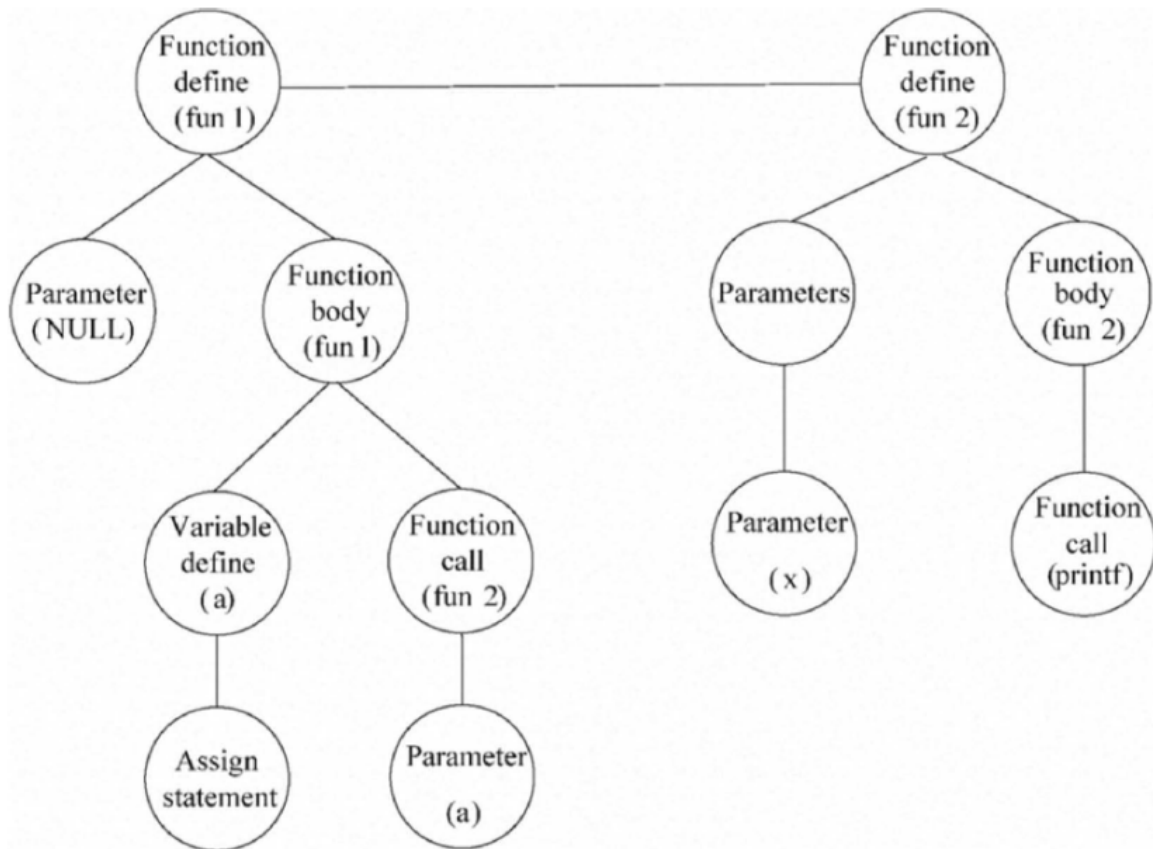 Function
define
(fun 1)
Function
define
(fun 2)
Parameter
(NULL)
Function
body
(fun 1)
Parameters
Function
body
(fun 2)
Variable
define
(a)
Function
call
(fun 2)
Parameter
(x)
Function
call
(printf)
Assign
statement
Parameter
(a)